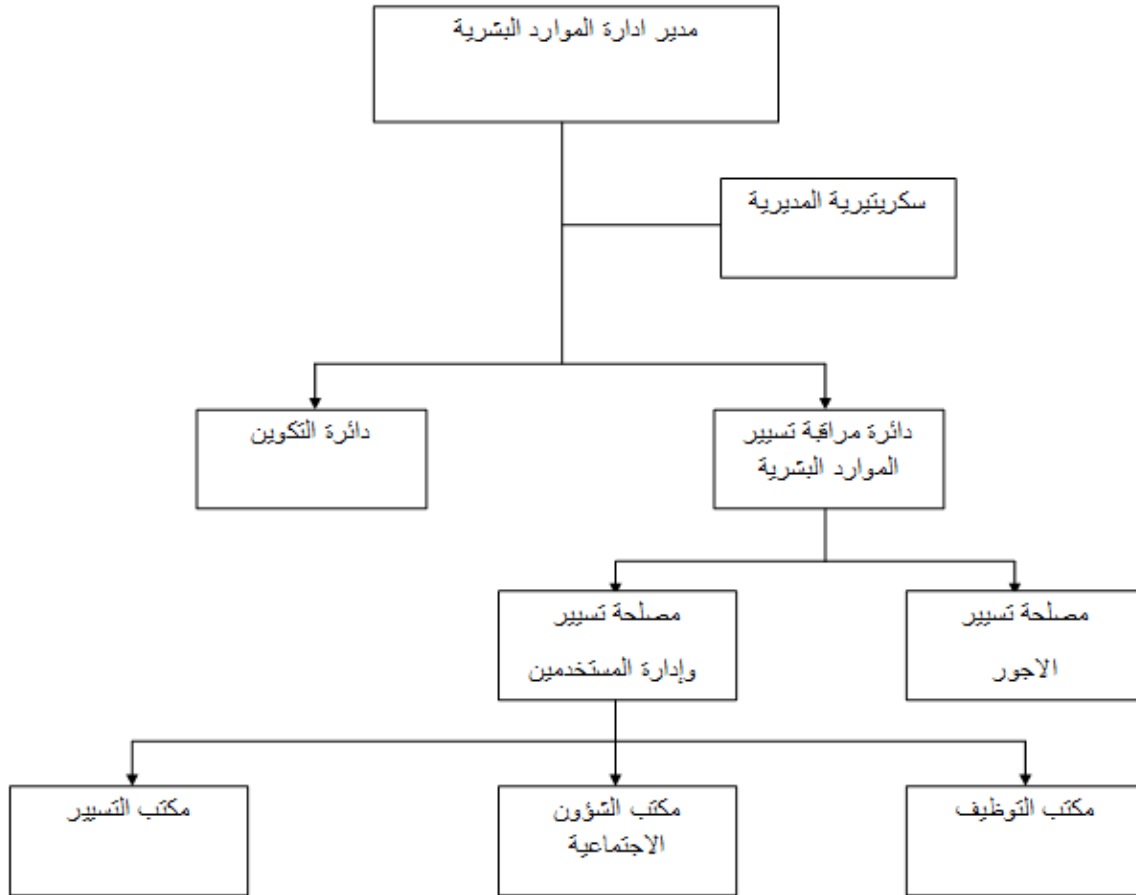 مدير ادارة الموارد البشرية
سكريتيرية المديرية
دائرة مراقبة تسيير
الموارد البشرية
دائرة التكوين
مصلحة تسيير
الاجور
مصلحة تسيير
وإدارة المستخدمين
مكتب التوظيف
مكتب الشؤون
الاجتماعية
مكتب التسيير